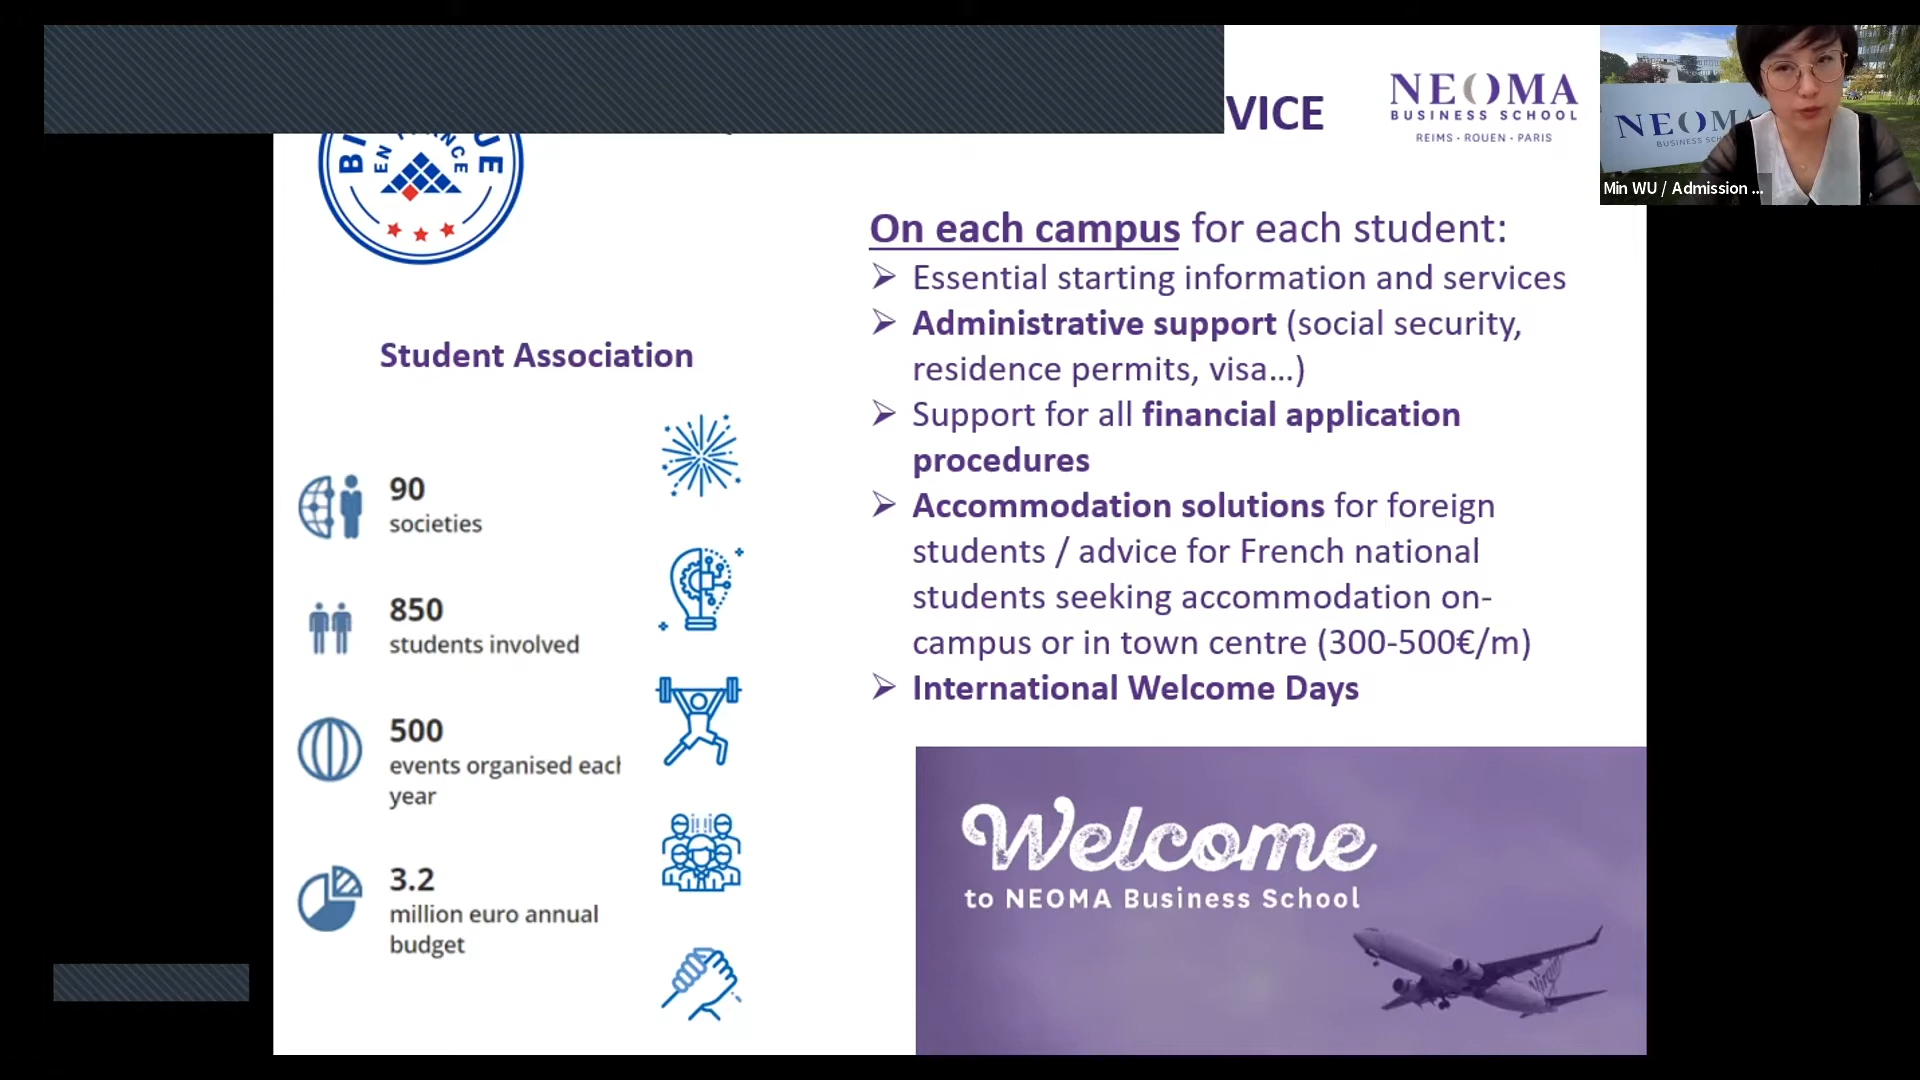 VICE
NEOMA
BUSINESS SCHOOL
REIMS • ROUEN • PARIS
NEOMA
BUSINESS
Min WU / Admission ...
EN
On each campus for each student:
➢ Essential starting information and services
➢ Administrative support (social security,
residence permits, visa...)
➢ Support for all financial application
procedures
➢ Accommodation solutions for foreign
students / advice for French national
students seeking accommodation on-
campus or in town centre (300-500€/m)
➢ International Welcome Days
Student Association
90
societies
850
students involved
500
events organised each
year
3.2
million euro annual
budget
Welcome
to NEOMA Business School